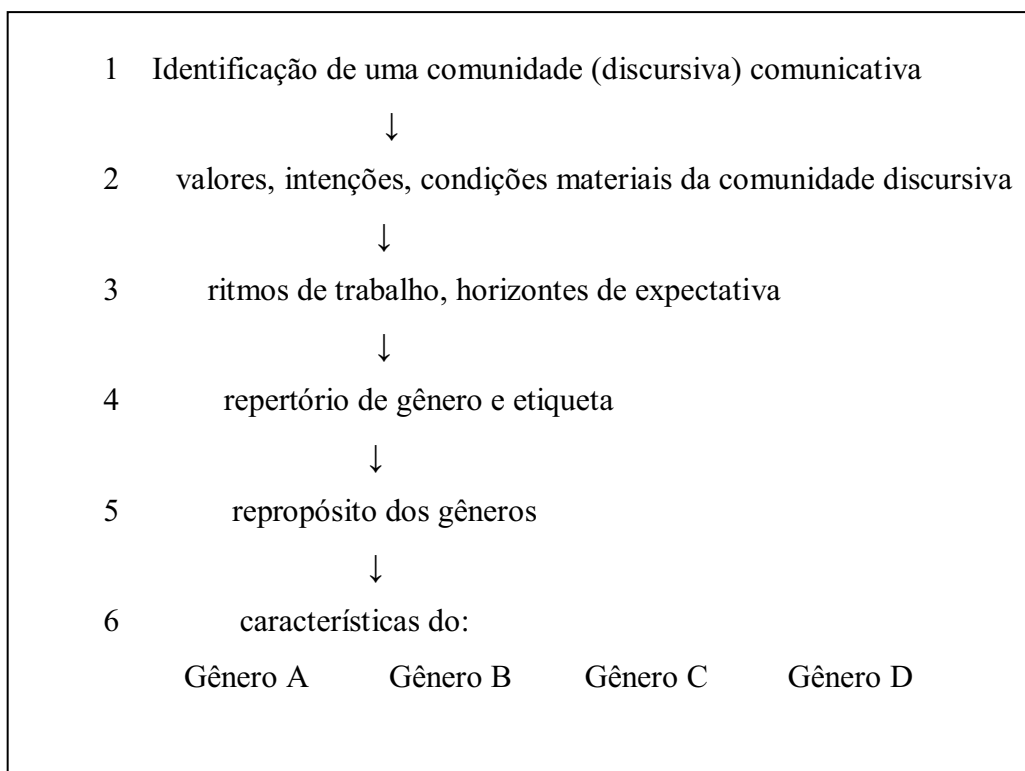 1 Identificação de uma comunidade (discursiva) comunicativa
↓
2 valores, intenções, condições materiais da comunidade discursiva
↓
3 ritmos de trabalho, horizontes de expectativa
↓
4 repertório de gênero e etiqueta
↓
5 repropósito dos gêneros
↓
6 características do:
Gênero A Gênero B Gênero C Gênero D